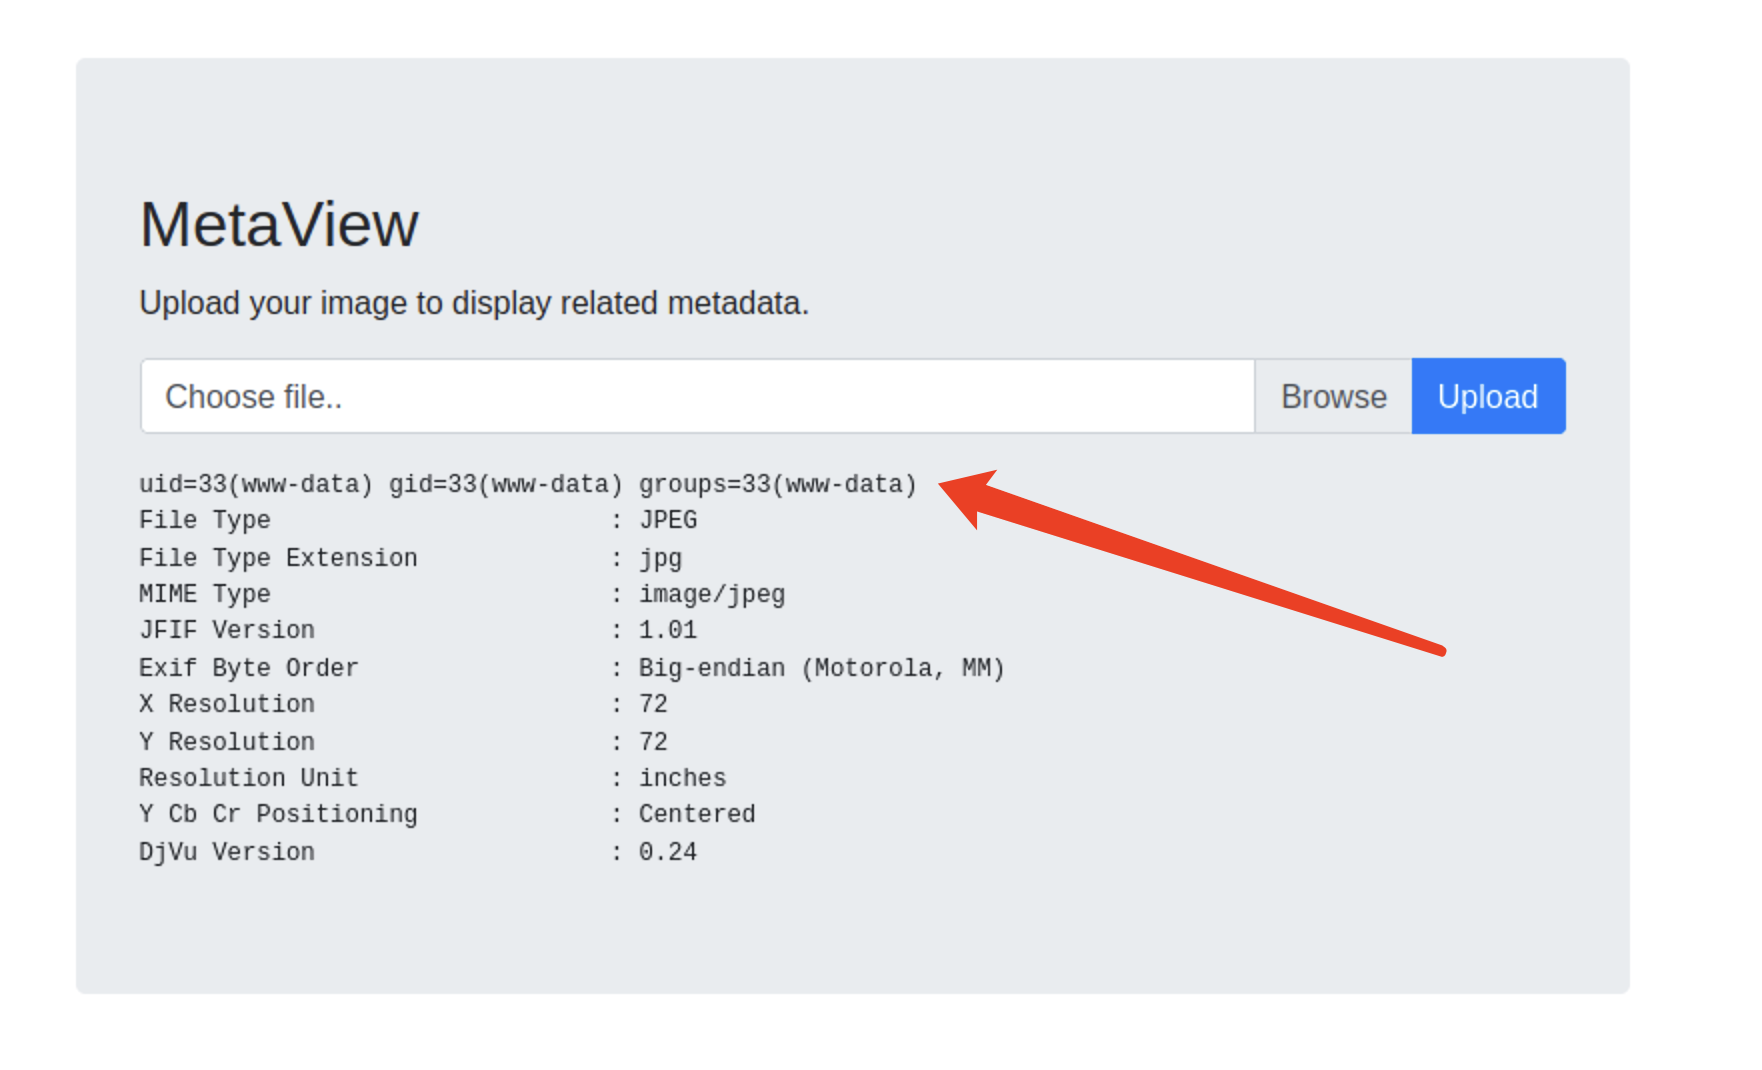 MetaView
Upload your image to display related metadata.
Choose file.. Browse Upload
uid=33(www-data) gid=33(www-data) groups=33(www-data)
File Type : JPEG
File Type Extension : jpg
MIME Type : image/jpeg
JFIF Version : 1.01
Exif Byte Order : Big-endian (Motorola, MM)
X Resolution : 72
Y Resolution : 72
Resolution Unit : inches
Y Cb Cr Positioning : Centered
DjVu Version : 0.24